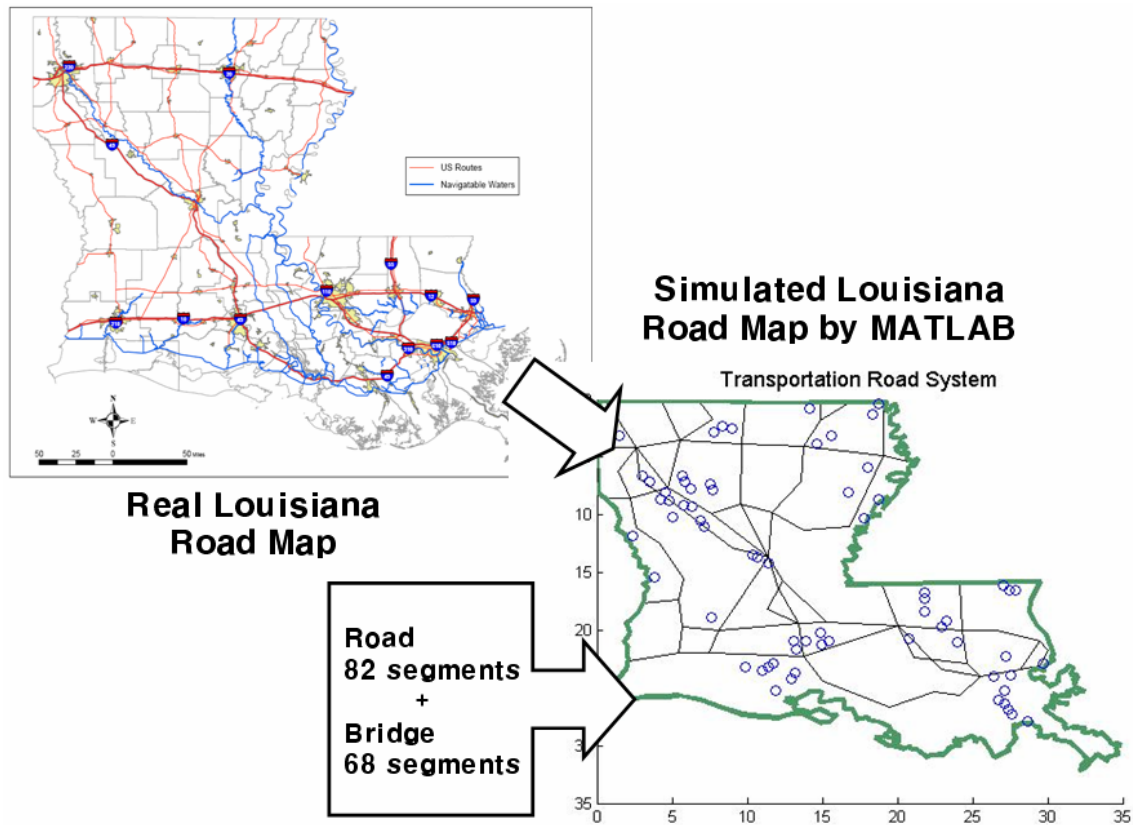 US Routes
Navigatable Waters
N
W
E
S
50
25
0
50 Miles
Real Louisiana
Road Map
Simulated Louisiana
Road Map by MATLAB
Transportation Road System
Road
82 segments
+
Bridge
68 segments
10
15
20
35
0
5
10
15
20
25
30
35